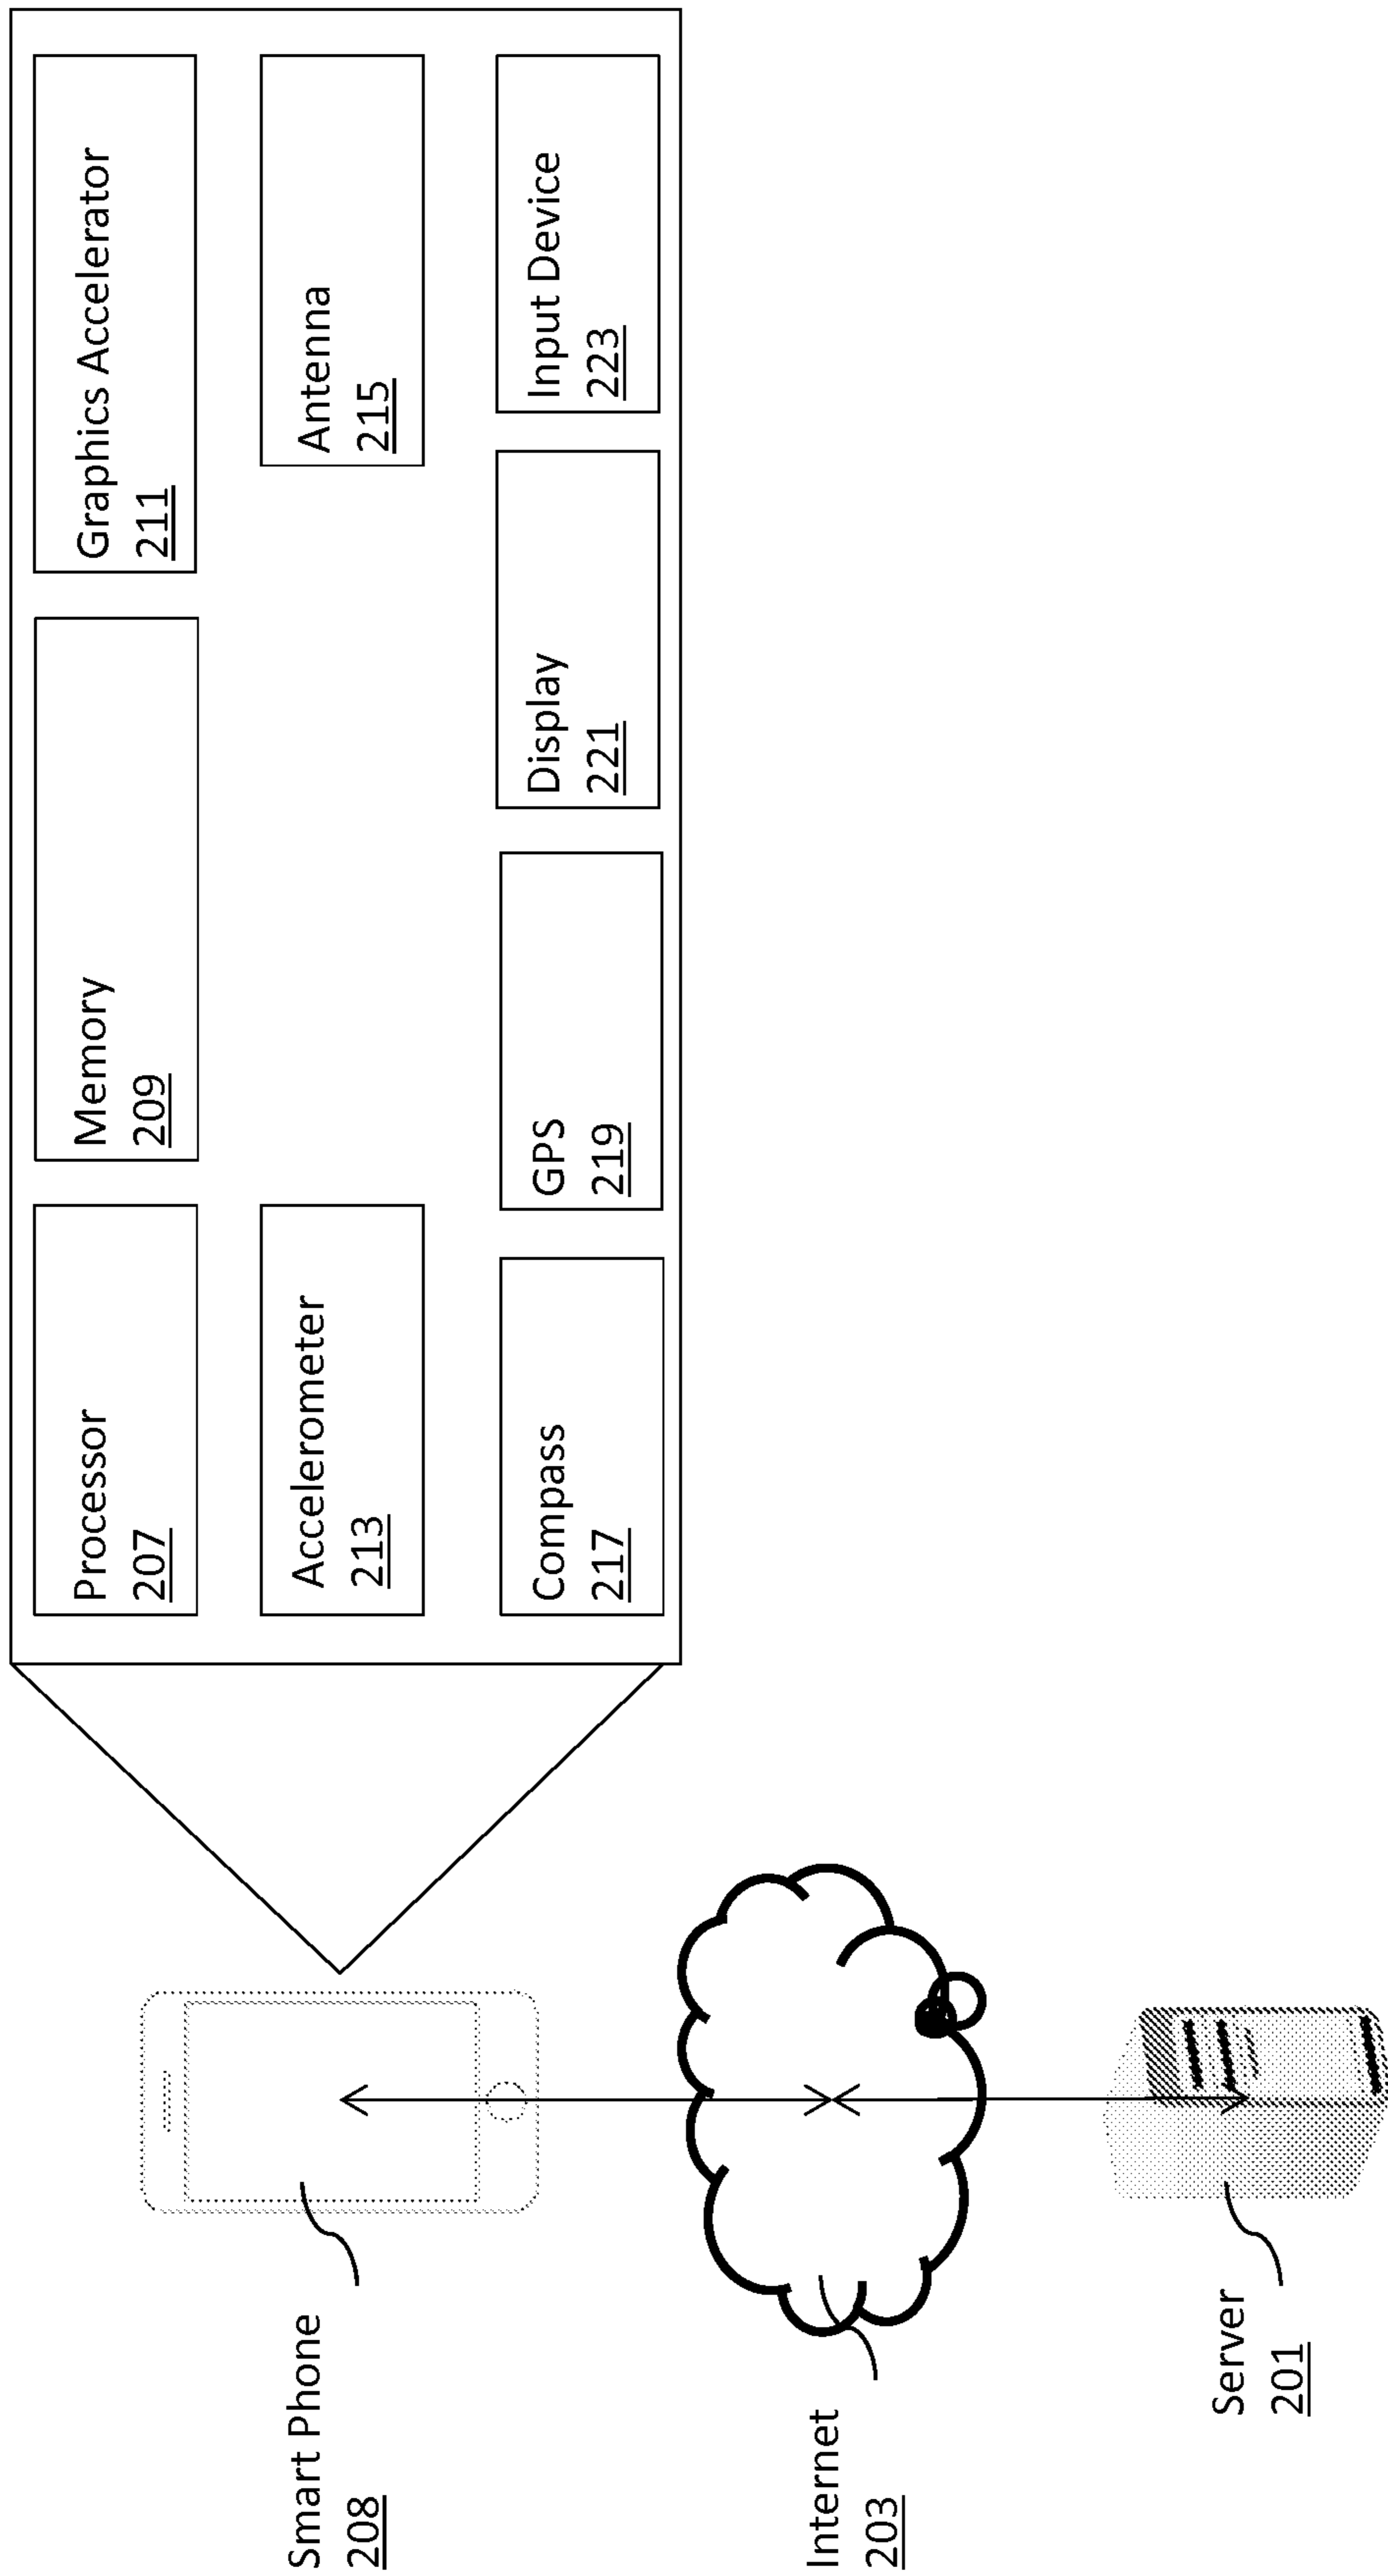 Smart Phone
208
Processor
207
Memory
209
Graphics Accelerator
211
Accelerometer
213
Antenna
215
Compass
217
GPS
219
Display
221
Input Device
223
Internet
203
Server
201